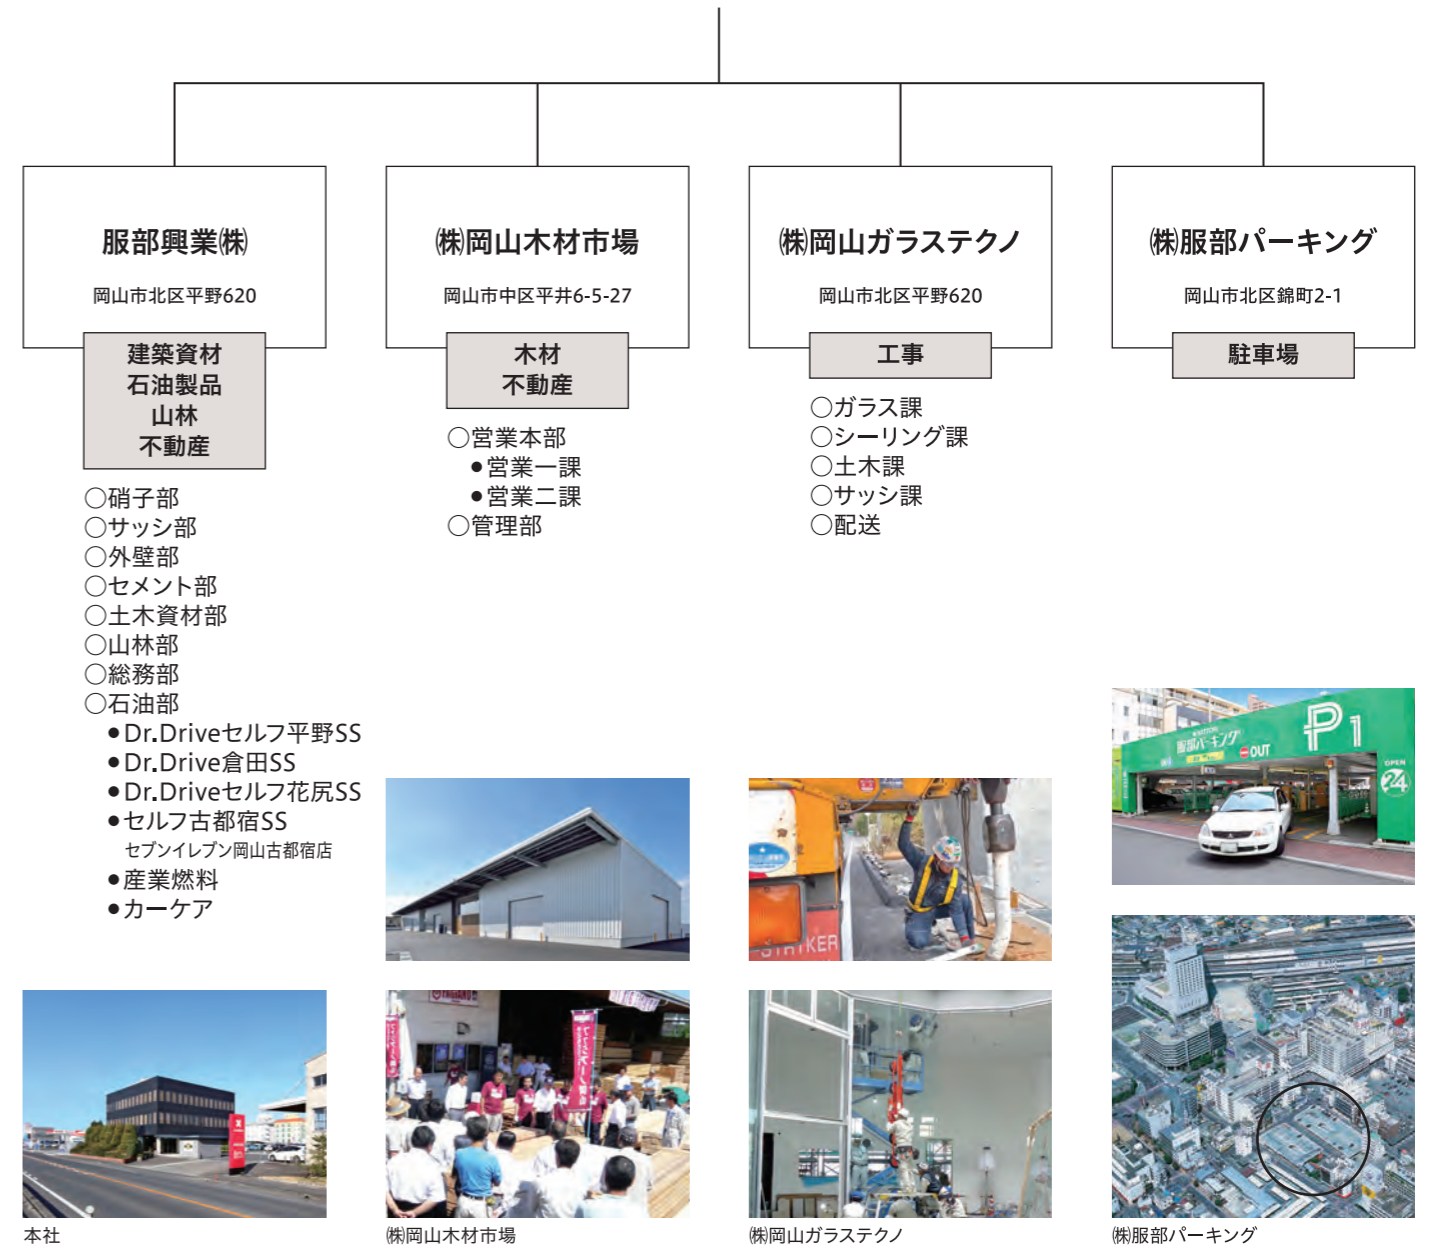 服部興業㈱
岡山市北区平野620
建築資材
石油製品
山林
不動産
○硝子部
○サッシ部
○外壁部
○セメント部
○土木資材部
○山林部
○総務部
○石油部
●Dr.Driveセルフ平野SS
●Dr.Drive倉田SS
●Dr.Driveセルフ花尻SS
●セルフ古都宿SS
セブンイレブン岡山古都宿店
●産業燃料
●カーケア
本社
㈱岡山木材市場
岡山市中区平井6-5-27
木材
不動産
○営業本部
●営業一課
●営業二課
○管理部
㈱岡山木材市場
㈱岡山ガラステクノ
岡山市北区平野620
工事
○ガラス課
○シーリング課
○土木課
○サッシ課
○配送
㈱岡山ガラステクノ
㈱服部パーキング
岡山市北区錦町2-1
駐車場
服部パーキング
OUT
P1
OPEN
24
㈱服部パーキング